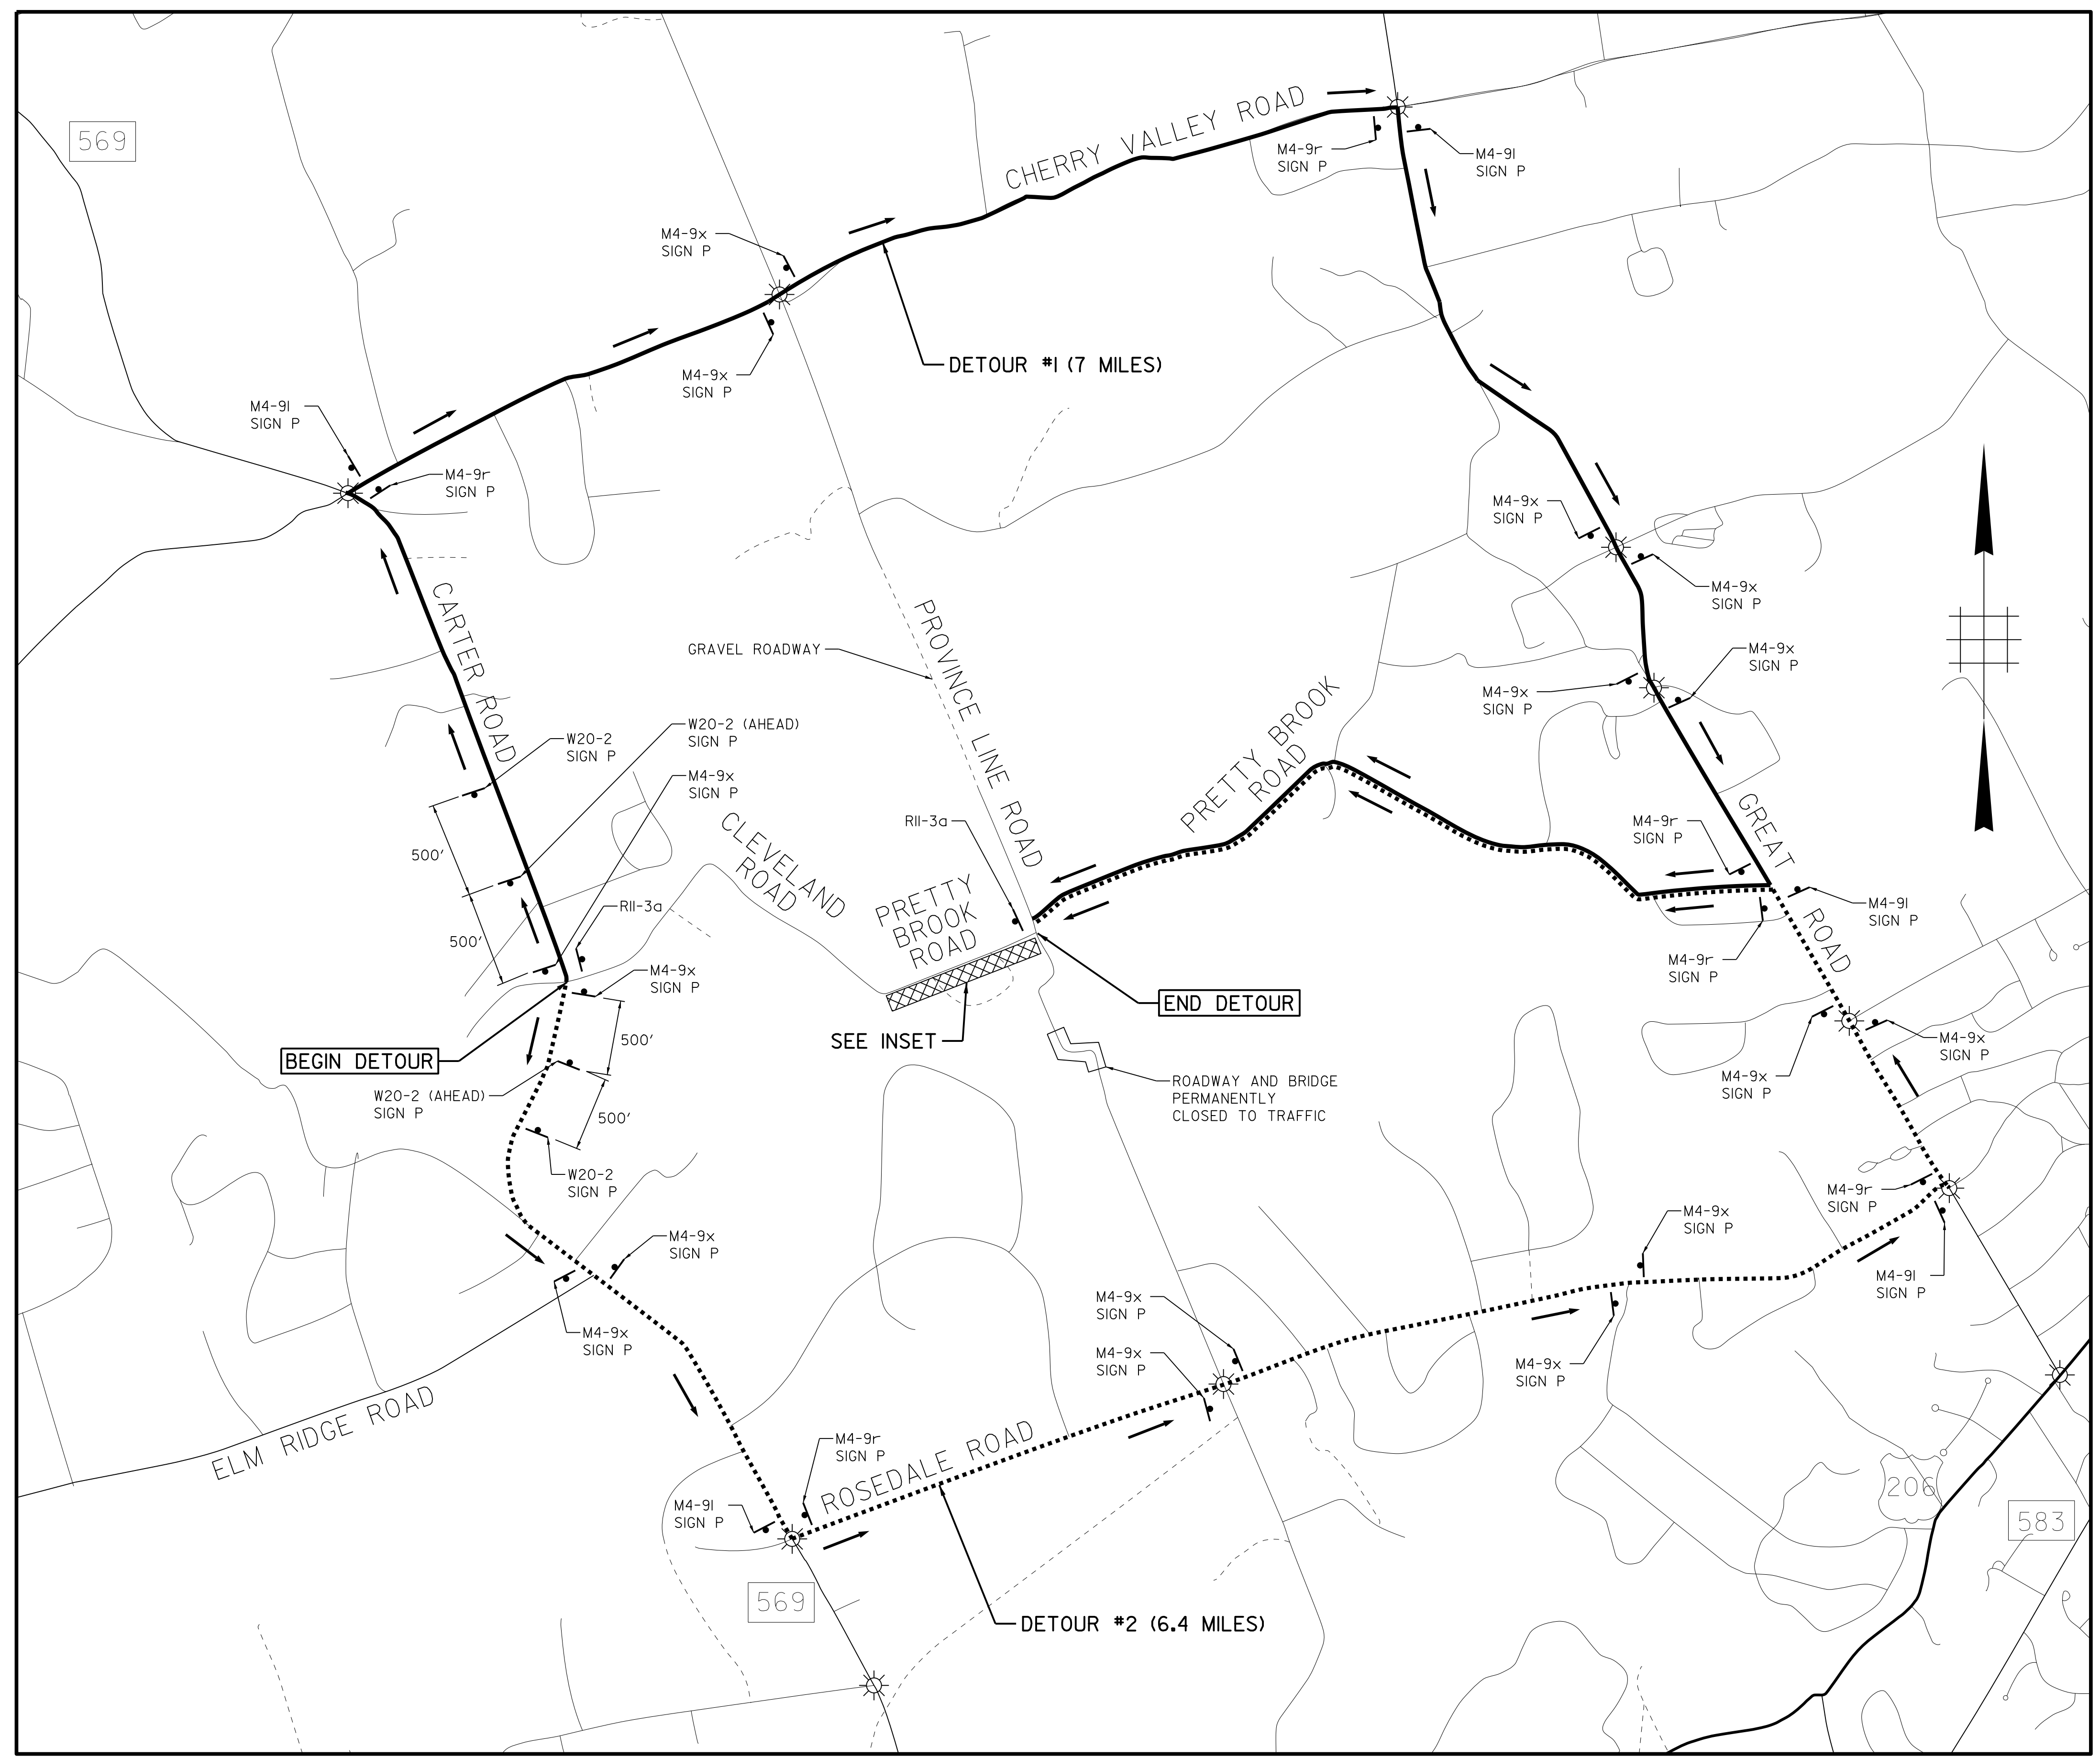 569
CHERRY VALLEY ROAD
M4-9r
SIGN P
M4-9l
SIGN P
M4-9x
SIGN P
DETOUR #1 (7 MILES)
M4-9x
SIGN P
M4-9l
SIGN P
M4-9r
SIGN P
M4-9x
SIGN P
M4-9x
SIGN P
CARTER ROAD
PROVINCE LINE ROAD
GRAVEL ROADWAY
M4-9x
SIGN P
M4-9x
SIGN P
W20-2
SIGN P
W20-2 (AHEAD)
SIGN P
M4-9x
SIGN P
PRETTY BROOK
ROAD
GREAT
ROAD
M4-9r
SIGN P
R11-3a
CLEVELAND
ROAD
500'
500'
R11-3a
PRETTY
BROOK
ROAD
M4-9l
SIGN P
M4-9r
SIGN P
M4-9x
SIGN P
END DETOUR
SEE INSET
BEGIN DETOUR
500'
M4-9x
SIGN P
M4-9x
SIGN P
W20-2 (AHEAD)
SIGN P
500'
ROADWAY AND BRIDGE
PERMANENTLY
CLOSED TO TRAFFIC
W20-2
SIGN P
M4-9r
SIGN P
M4-9x
SIGN P
M4-9x
SIGN P
M4-9l
SIGN P
M4-9x
SIGN P
M4-9x
SIGN P
M4-9x
SIGN P
M4-9x
SIGN P
ELM RIDGE ROAD
M4-9r
SIGN P
ROSEDALE ROAD
M4-9l
SIGN P
206
583
569
DETOUR #2 (6.4 MILES)